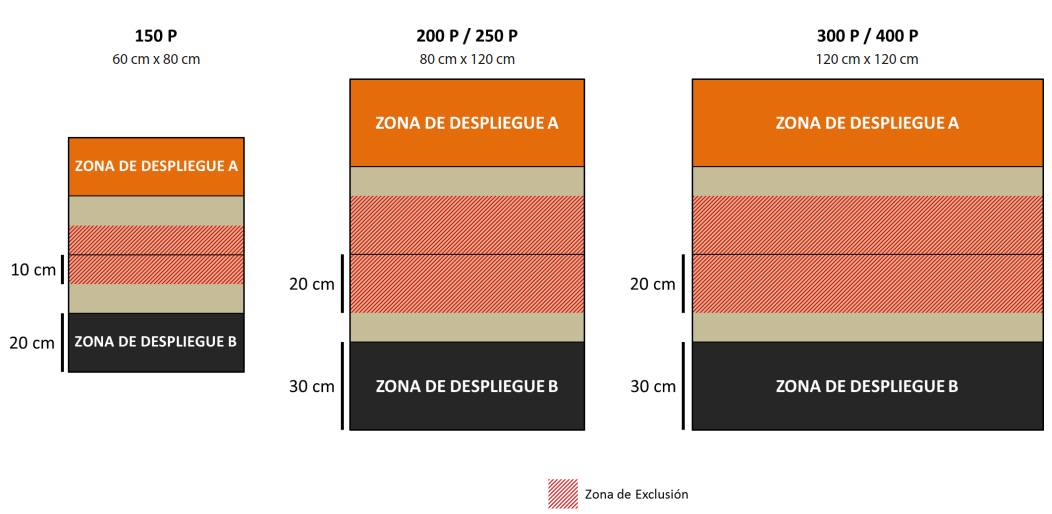 150 P
60 cm x 80 cm
ZONA DE DESPLIEGUE A
10 cm
20 cm
ZONA DE DESPLIEGUE B
200 P / 250 P
80 cm x 120 cm
ZONA DE DESPLIEGUE A
20 cm
30 cm
ZONA DE DESPLIEGUE B
300 P / 400 P
120 cm x 120 cm
ZONA DE DESPLIEGUE A
20 cm
30 cm
ZONA DE DESPLIEGUE B
Zona de Exclusión